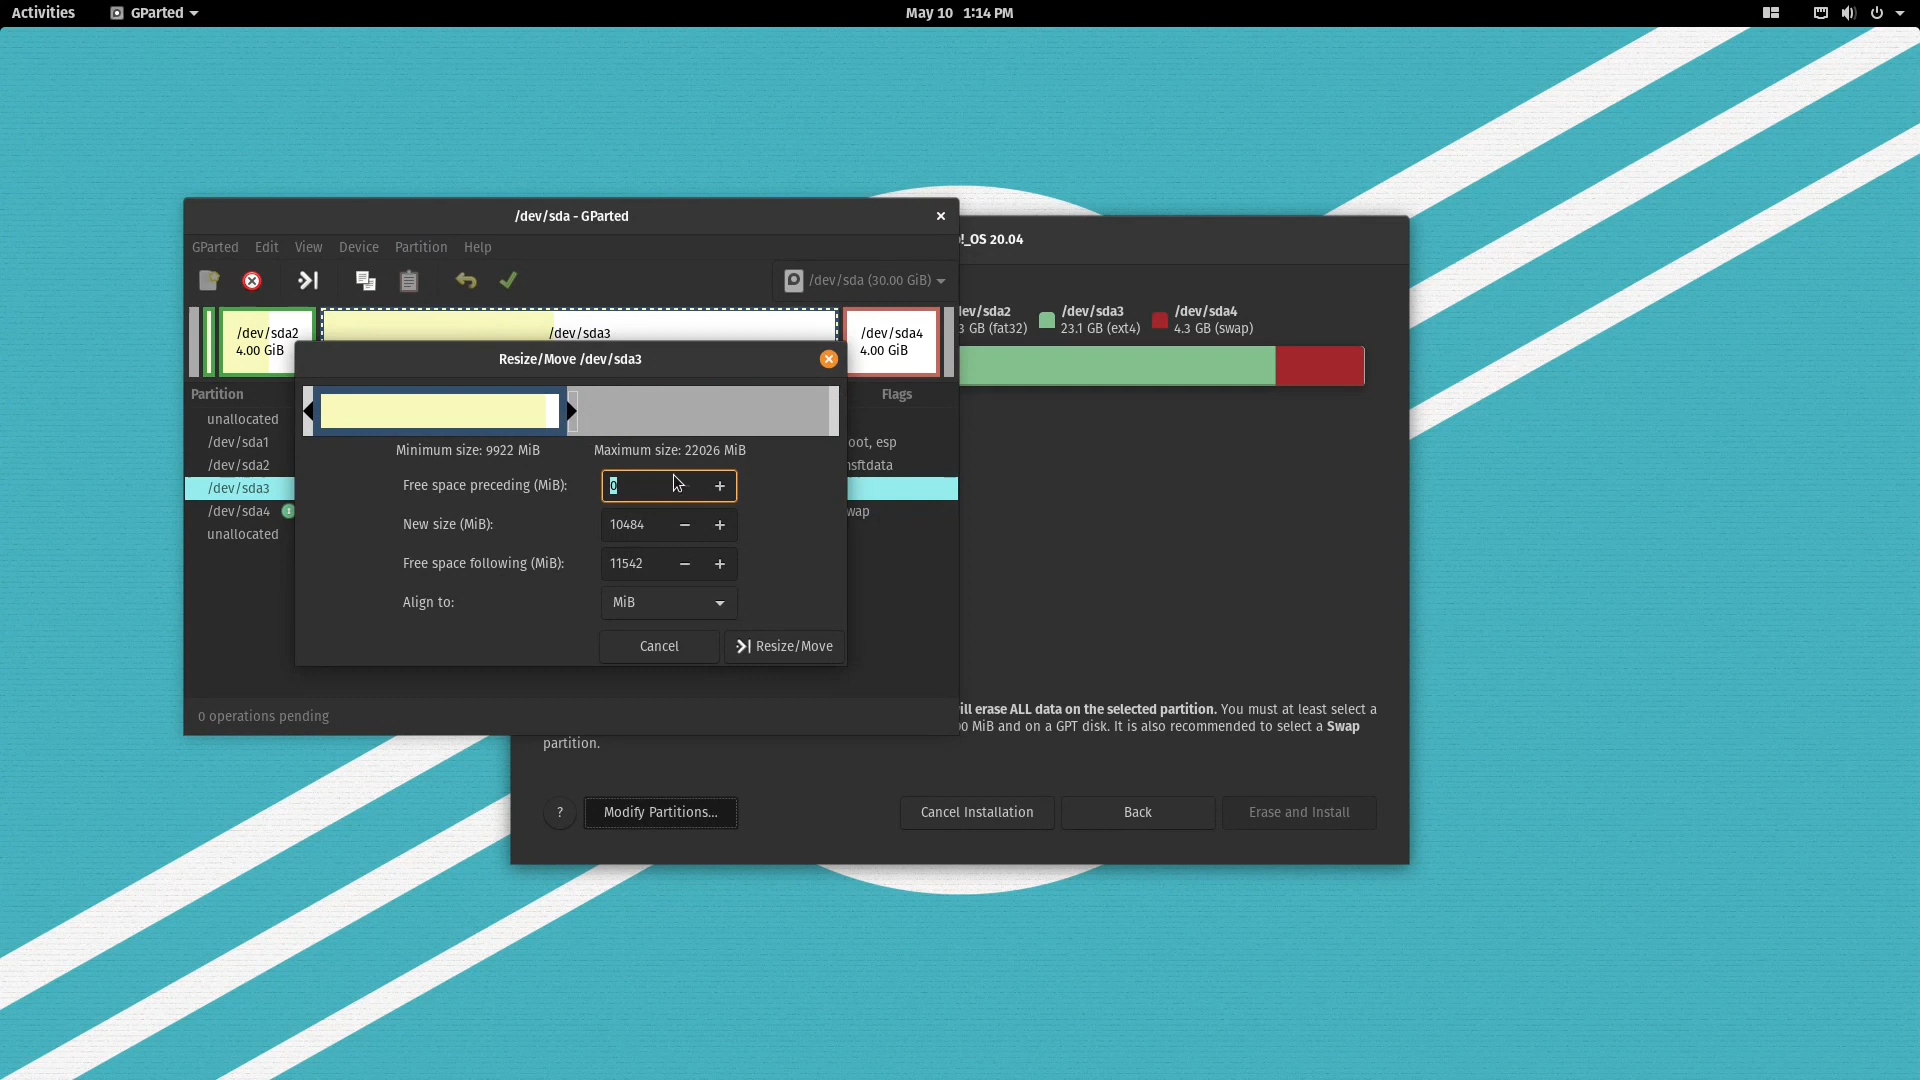 Activities GParted May 10 1:14 PM
/dev/sda - GParted
GParted Edit View Device Partition Help
/dev/sda (30.00 GiB)
/dev/sda2
4.00 GiB
/dev/sda3
/dev/sda4
4.00 GiB
Partition
Flags
unallocated
/dev/sda1
oot, esp
/dev/sda2
sftdata
/dev/sda3
/dev/sda4
wap
unallocated
0 operations pending
Resize/Move /dev/sda3
Minimum size: 9922 MiB Maximum size: 22026 MiB
Free space preceding (MiB): 0
New size (MiB): 10484
Free space following (MiB): 11542
Align to: MiB
Cancel Resize/Move
!_OS 20.04
dev/sda2
3 GB (fat32)
/dev/sda3
23.1 GB (ext4)
/dev/sda4
4.3 GB (swap)
ill erase ALL data on the selected partition. You must at least select a
00 MiB and on a GPT disk. It is also recommended to select a Swap
partition.
? Modify Partitions... Cancel Installation Back Erase and Install